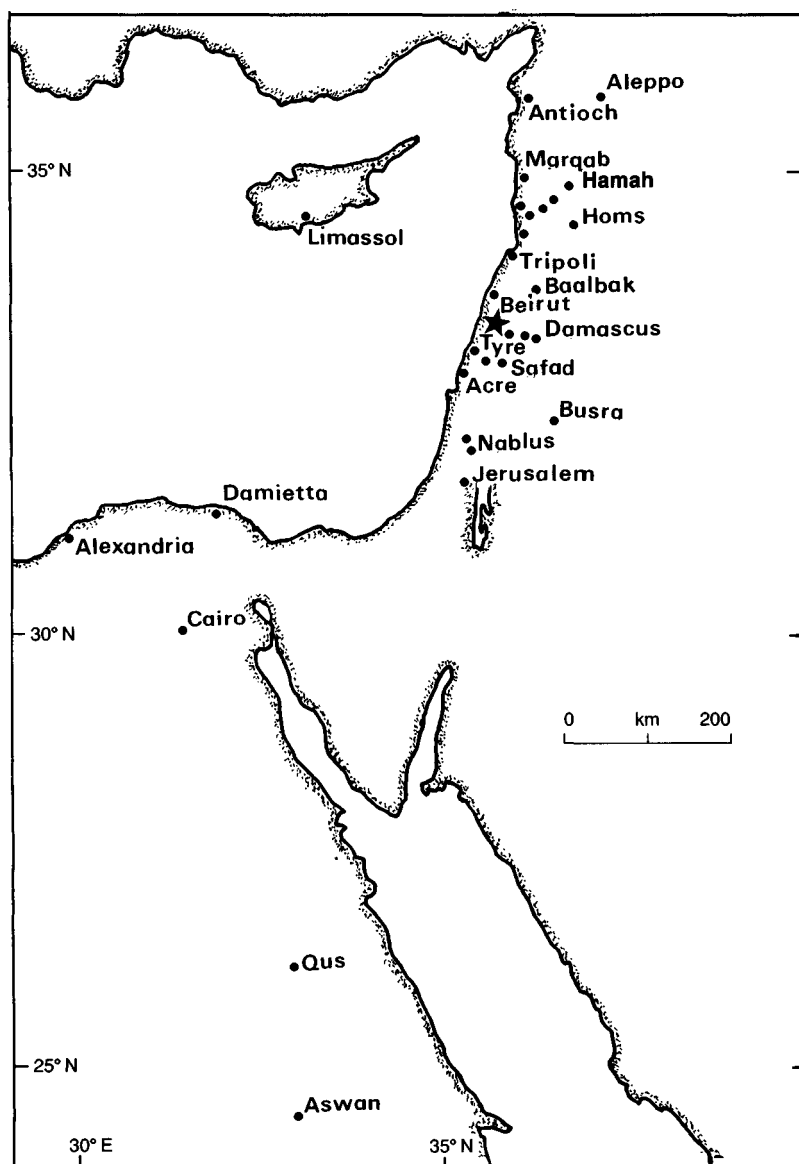 Aleppo
Antioch
35° N
Marqab
Hamah
Homs
Limassol
Tripoli
Baalbak
Beirut
Damascus
Tyre
Safad
Acre
Busra
Nablus
Jerusalem
Damietta
Alexandria
Cairo
30° N
0 km 200
Qus
25° N
Aswan
30° E
35° N